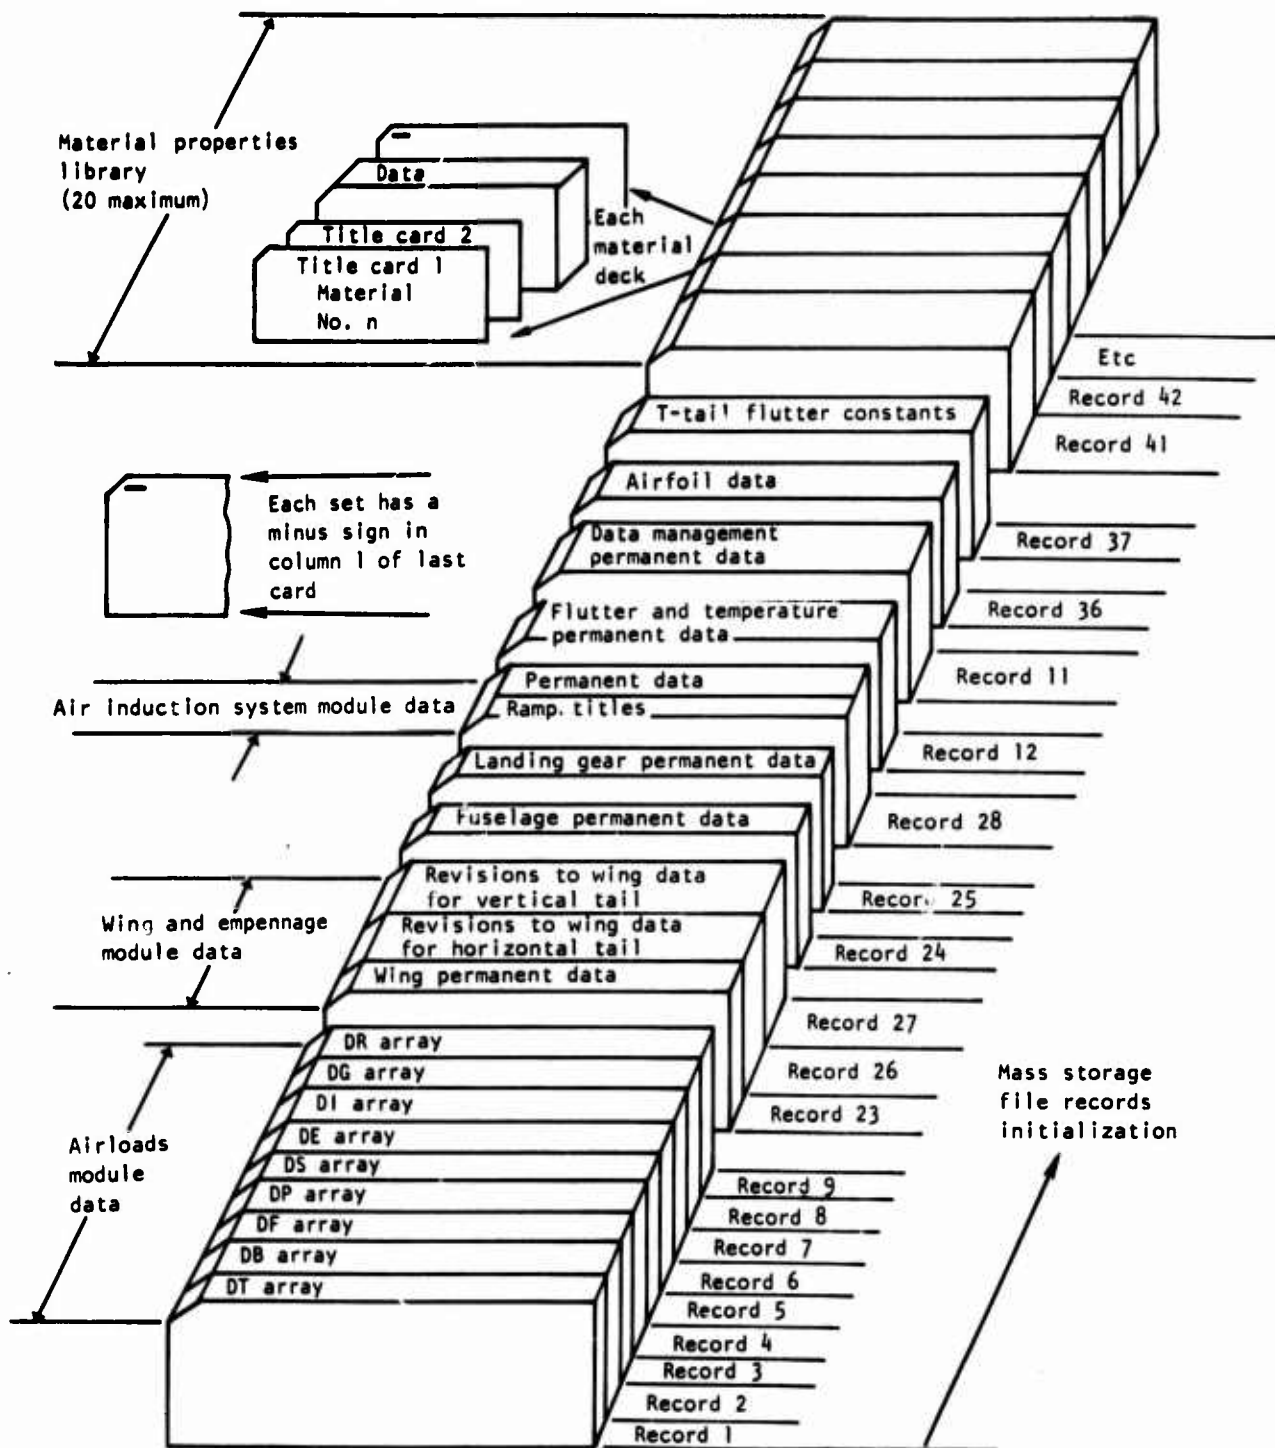 Material properties
library
(20 maximum)
Data
Title card 2
Title card 1
Material
No. n
Each
material
deck
Etc
Record 42
Record 41
T-tail flutter constants
Airfoil data
Data management
permanent data
Flutter and temperature
permanent data
Permanent data
Ramp. titles
Landing gear permanent data
Fuselage permanent data
Revisions to wing data
for vertical tail
Revisions to wing data
for horizontal tail
Wing permanent data
DR array
DG array
DI array
DE array
DS array
DP array
DF array
DB array
DT array
Each set has a
minus sign in
column 1 of last
card
Air induction system module data
Wing and empennage
module data
Airloads
module
data
Record 37
Record 36
Record 11
Record 12
Record 28
Record 25
Record 24
Record 27
Record 26
Record 23
Record 9
Record 8
Record 7
Record 6
Record 5
Record 4
Record 3
Record 2
Record 1
Mass storage
file records
initialization